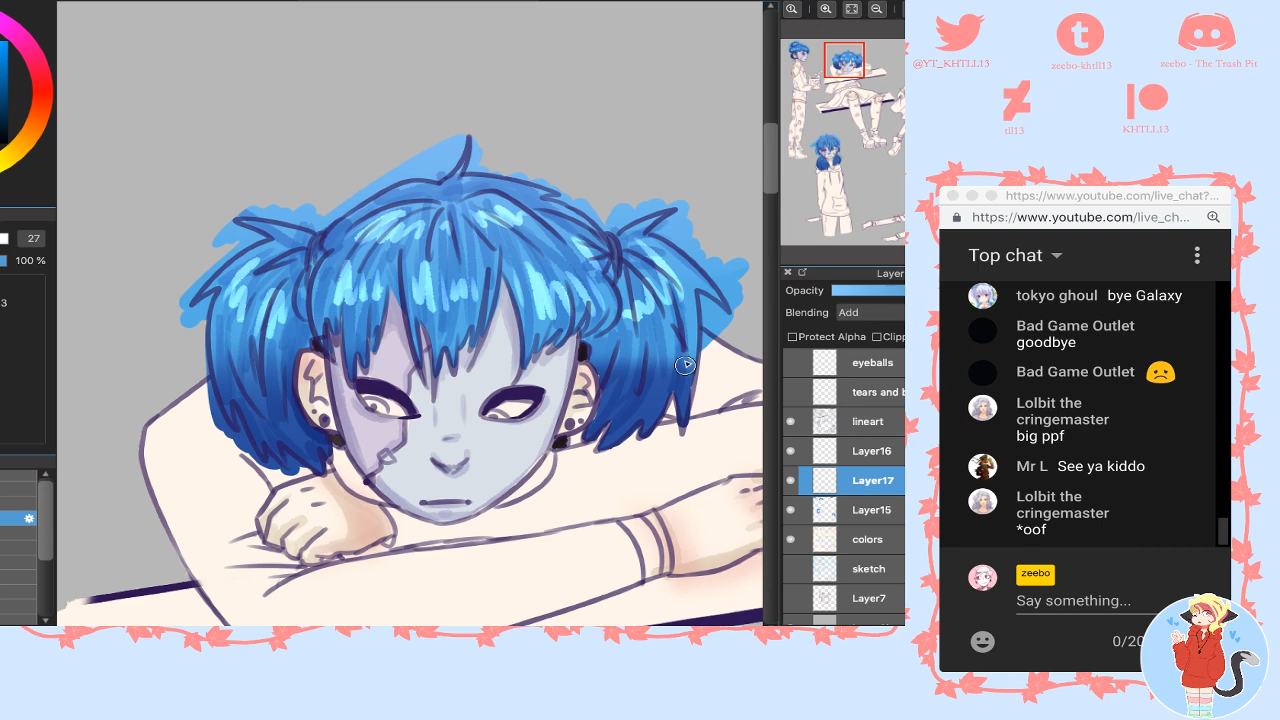 27
100 %
3
Layer
Opacity
Blending Add
Protect Alpha
eyeballs
tears and b
lineart
Layer16
Layer17
Layer15
colors
sketch
Layer7
@YT_KHTLL13
zeebo-khtll13
zeebo - The Trash Pit
tll13
KHTLL13
https://www.youtube.com/live_chat?...
https://www.youtube.com/live_ch...
Top chat
tokyo ghoul bye Galaxy
Bad Game Outlet
goodbye
Bad Game Outlet
Lolbit the
cringemaster
big ppf
Mr L See ya kiddo
Lolbit the
cringemaster
*oof
zeebo
Say something...
0/20